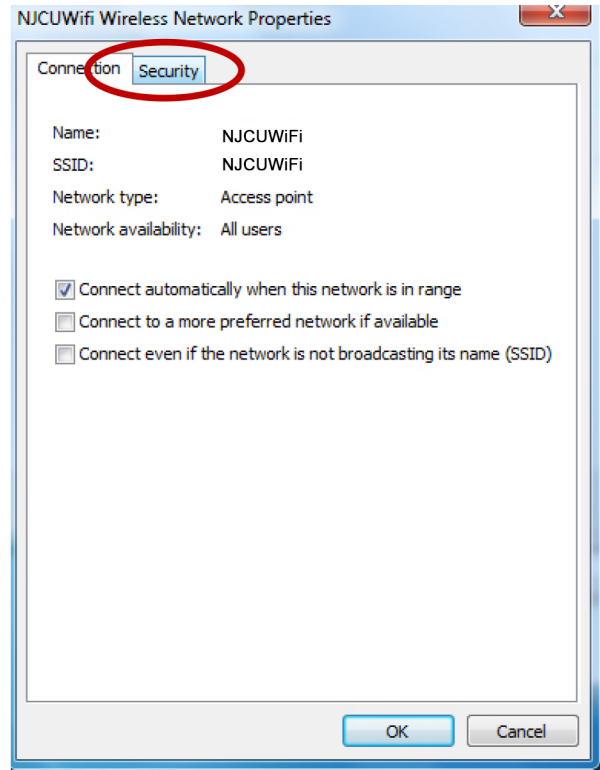 NJCUWifi Wireless Network Properties
X
Connection Security
Name: NJCUWiFi
SSID: NJCUWiFi
Network type: Access point
Network availability: All users
Connect automatically when this network is in range
Connect to a more preferred network if available
Connect even if the network is not broadcasting its name (SSID)
OK Cancel